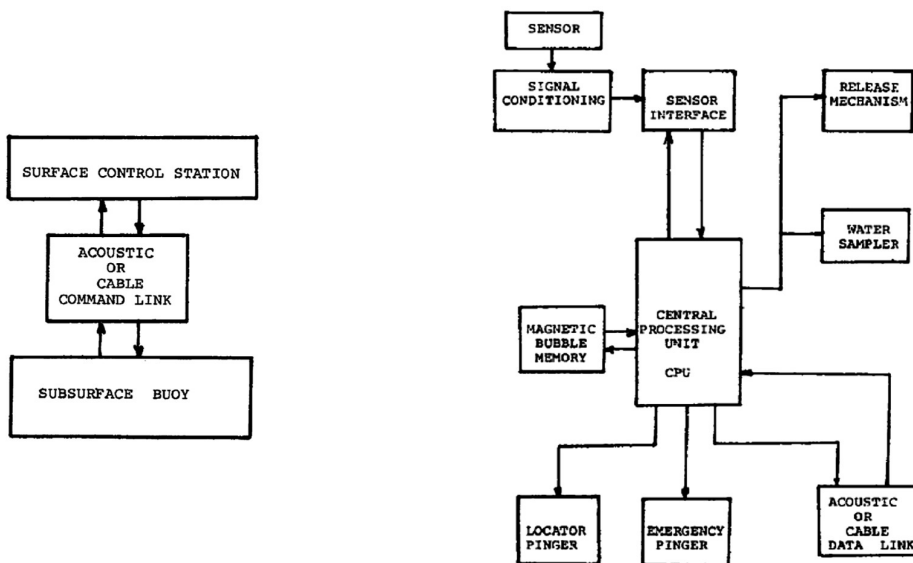 SURFACE CONTROL STATION
ACOUSTIC
OR
CABLE
COMMAND LINK
SUBSURFACE BUOY
SENSOR
SIGNAL
CONDITIONING
SENSOR
INTERFACE
RELEASE
MECHANISM
WATER
SAMPLER
MAGNETIC
BUBBLE
MEMORY
CENTRAL
PROCESSING
UNIT
CPU
LOCATOR
PINGER
EMERGENCY
PINGER
ACOUSTIC
OR
CABLE
DATA LINK